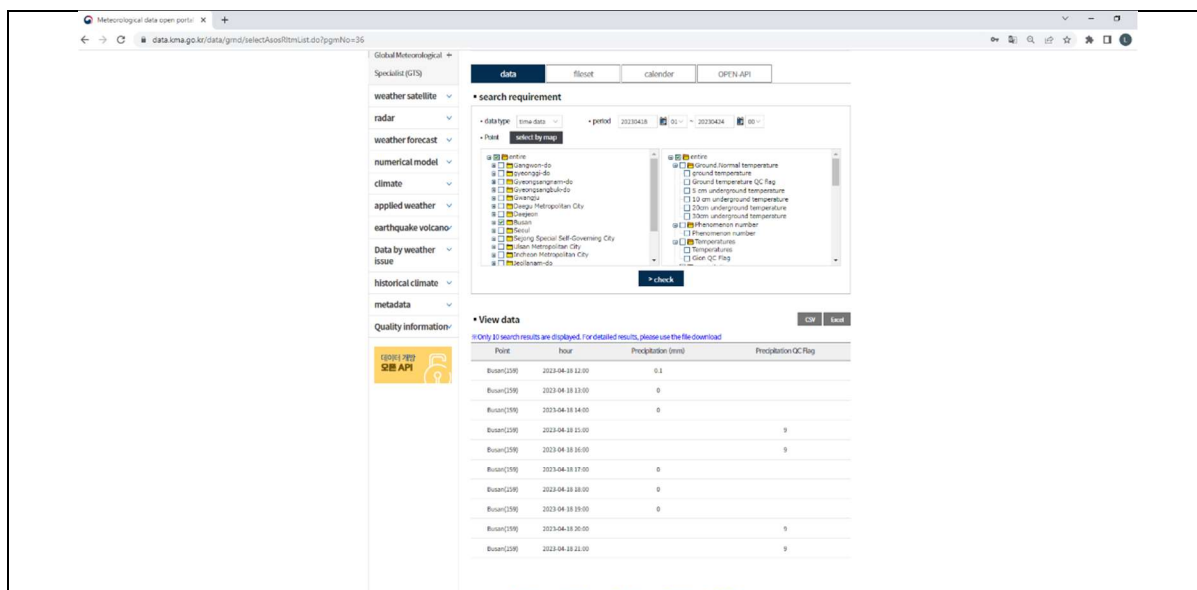 Meteorological data open portal
data.kma.go.kr/data/grnd/selectAsosRltmList.do?pgmNo=36
Global Meteorological +
Specialist (GTS)
weather satellite
radar
weather forecast
numerical model
climate
applied weather
earthquake volcano
Data by weather
issue
historical climate
metadata
Quality information
데이터 개방
오픈 API
data fileset calender OPEN-API
• search requirement
• data type time data • period 20230418 01 ~ 20230424 00
• Point select by map
entire
Gangwon-do
gyeonggi-do
Gyeongsangnam-do
Gyeongsangbuk-do
Gwangju
Daegu Metropolitan City
Daejeon
Busan
Seoul
Sejong Special Self-Governing City
Ulsan Metropolitan City
Incheon Metropolitan City
Jeollanam-do
entire
Ground.Normal temperature
ground temperature
Ground temperature QC flag
5 cm underground temperature
10 cm underground temperature
20cm underground temperature
30cm underground temperature
Phenomenon number
Phenomenon number
Temperatures
Temperatures
Gion QC Flag
> check
• View data CSV Excel
※Only 10 search results are displayed. For detailed results, please use the file download
Point hour Precipitation (mm) Precipitation QC Flag
Busan(159) 2023-04-18 12:00 0.1
Busan(159) 2023-04-18 13:00 0
Busan(159) 2023-04-18 14:00 0
Busan(159) 2023-04-18 15:00 9
Busan(159) 2023-04-18 16:00 9
Busan(159) 2023-04-18 17:00 0
Busan(159) 2023-04-18 18:00 0
Busan(159) 2023-04-18 19:00 0
Busan(159) 2023-04-18 20:00 9
Busan(159) 2023-04-18 21:00 9